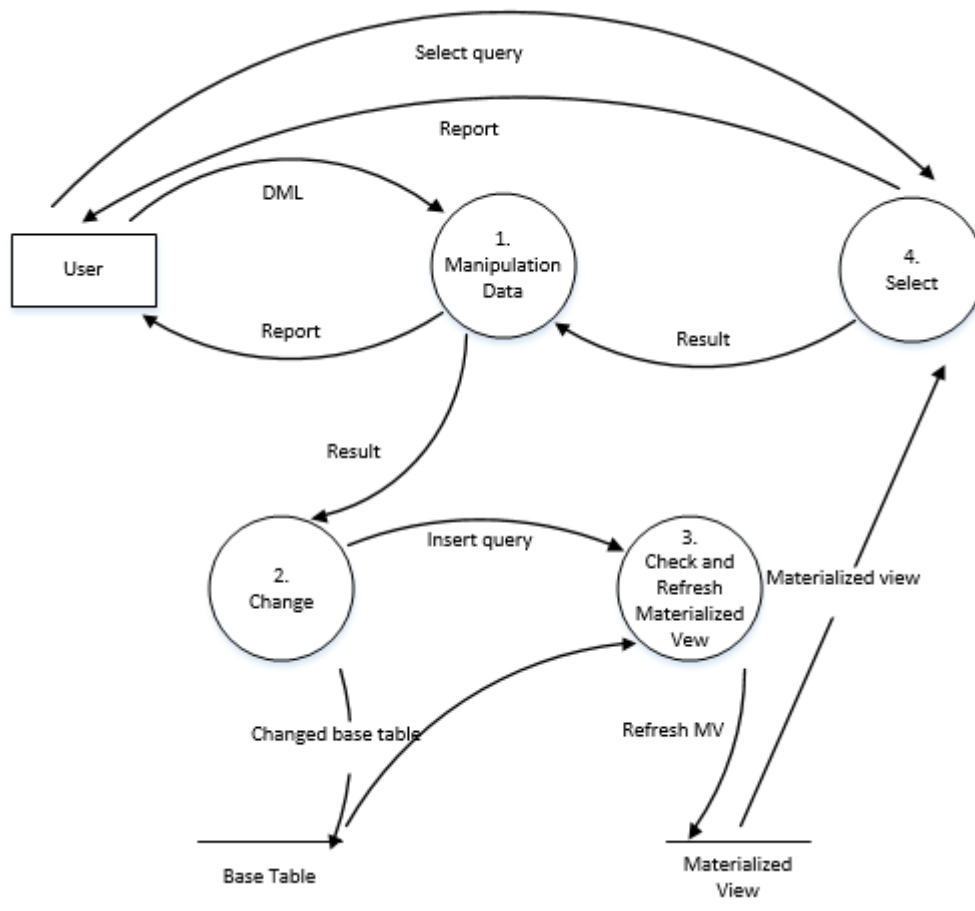 Select query
Report
DML
1.
Manipulation
Data
4.
Select
User
Report
Result
Result
2.
Change
Insert query
3.
Check and
Refresh
Materialized
Vew
Materialized view
Changed base table
Refresh MV
Base Table
Materialized
View